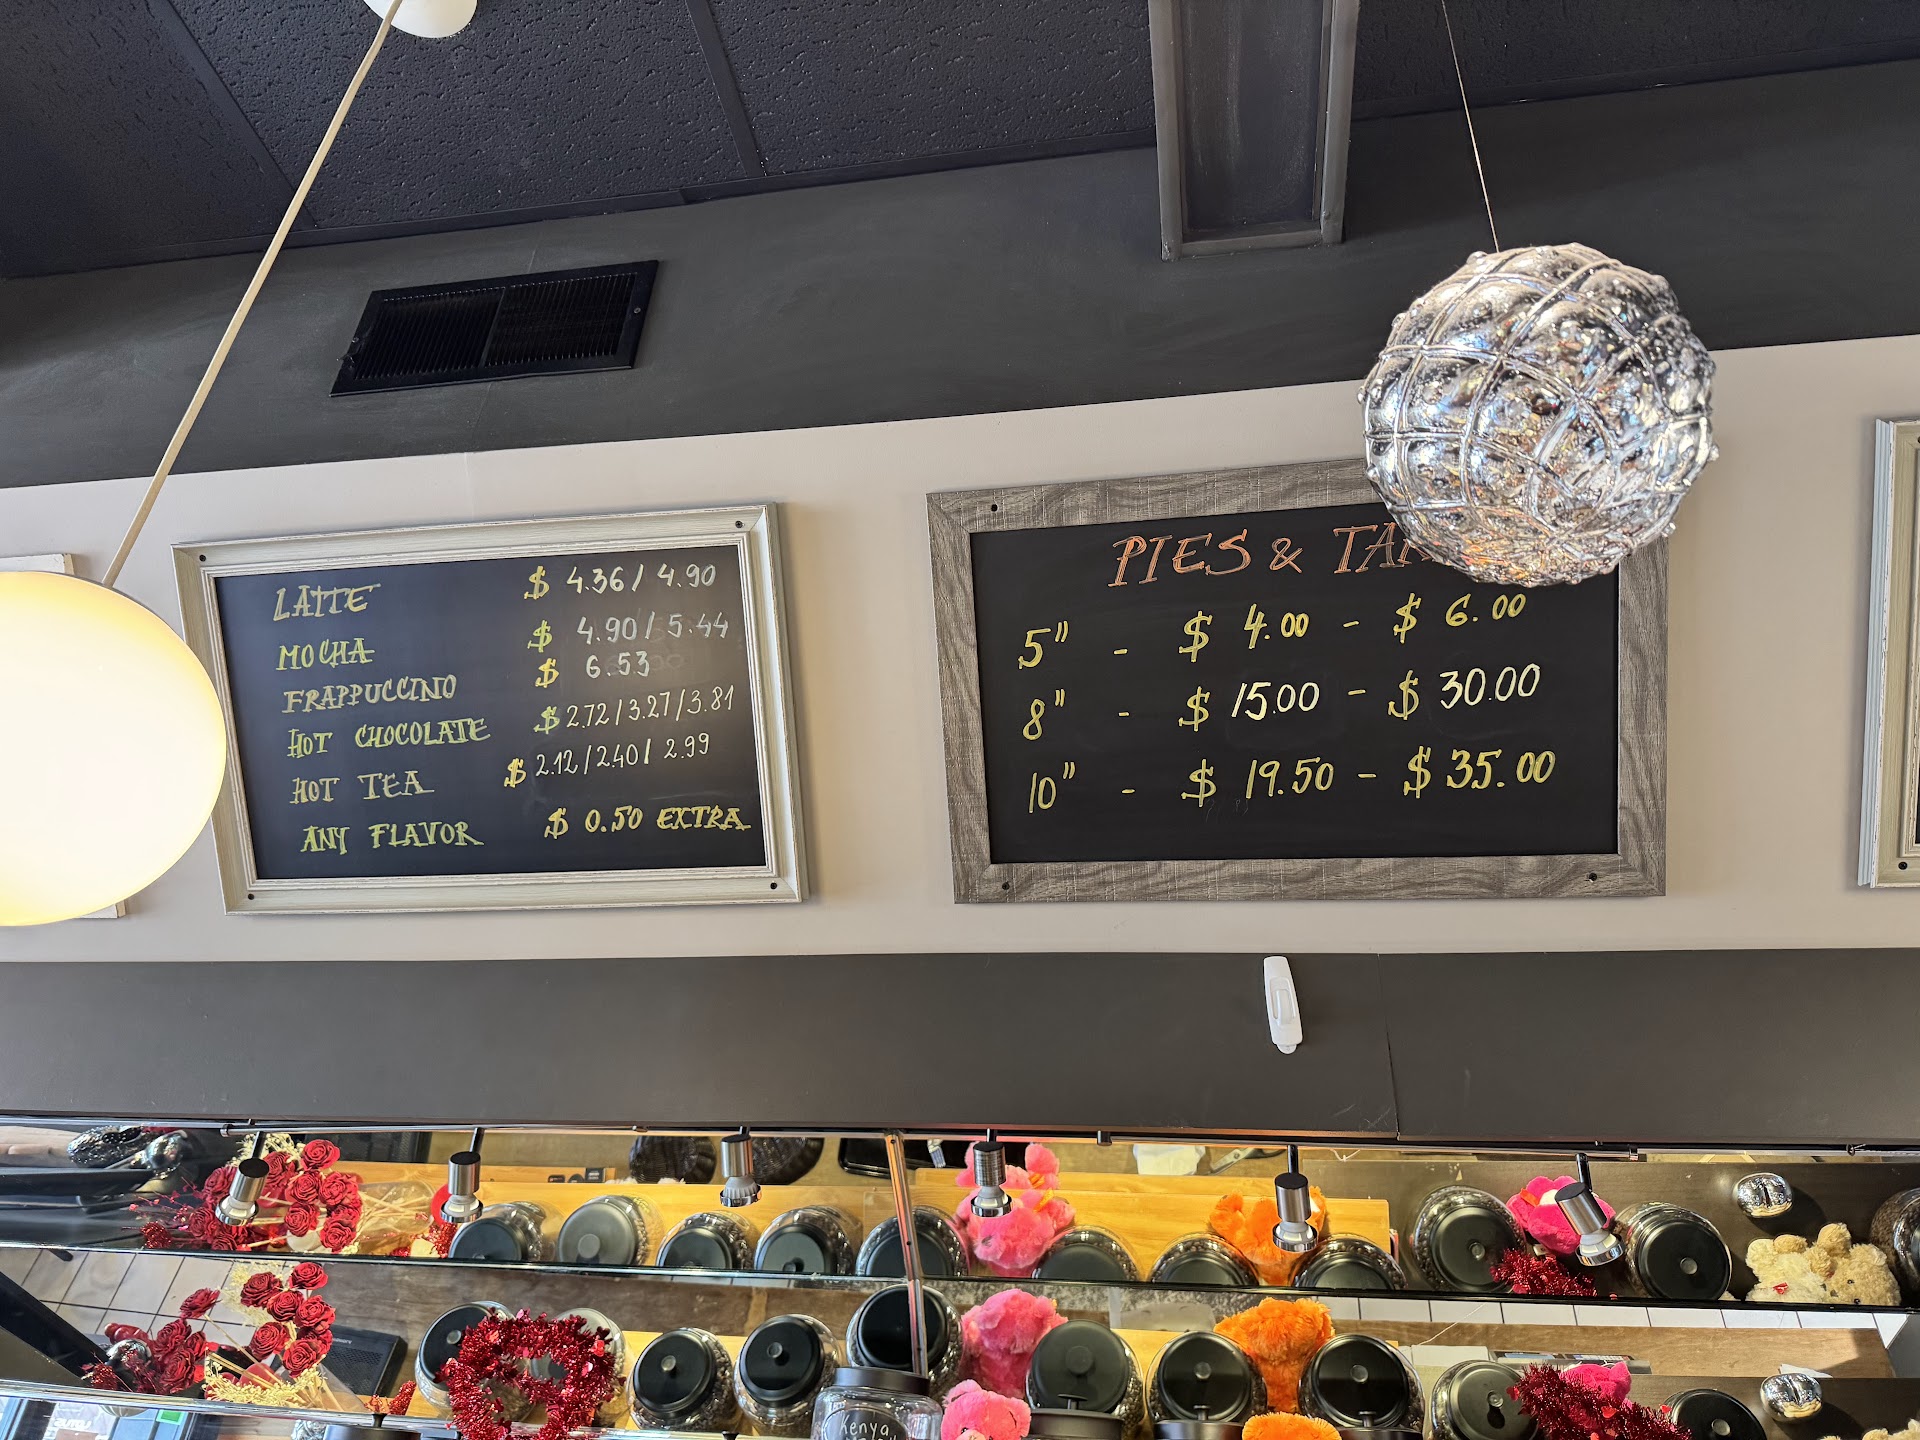 LATTE $ 4.36 / 4.90
MOCHA $ 4.90 / 5.44
FRAPPUCCINO $ 6.53
HOT CHOCOLATE $ 2.72 / 3.27 / 3.81
HOT TEA $ 2.12 / 2.40 / 2.99
ANY FLAVOR $ 0.50 EXTRA
PIES & TA
5" - $ 4.00 - $ 6.00
8" - $ 15.00 - $ 30.00
10" - $ 19.50 - $ 35.00
Kenya